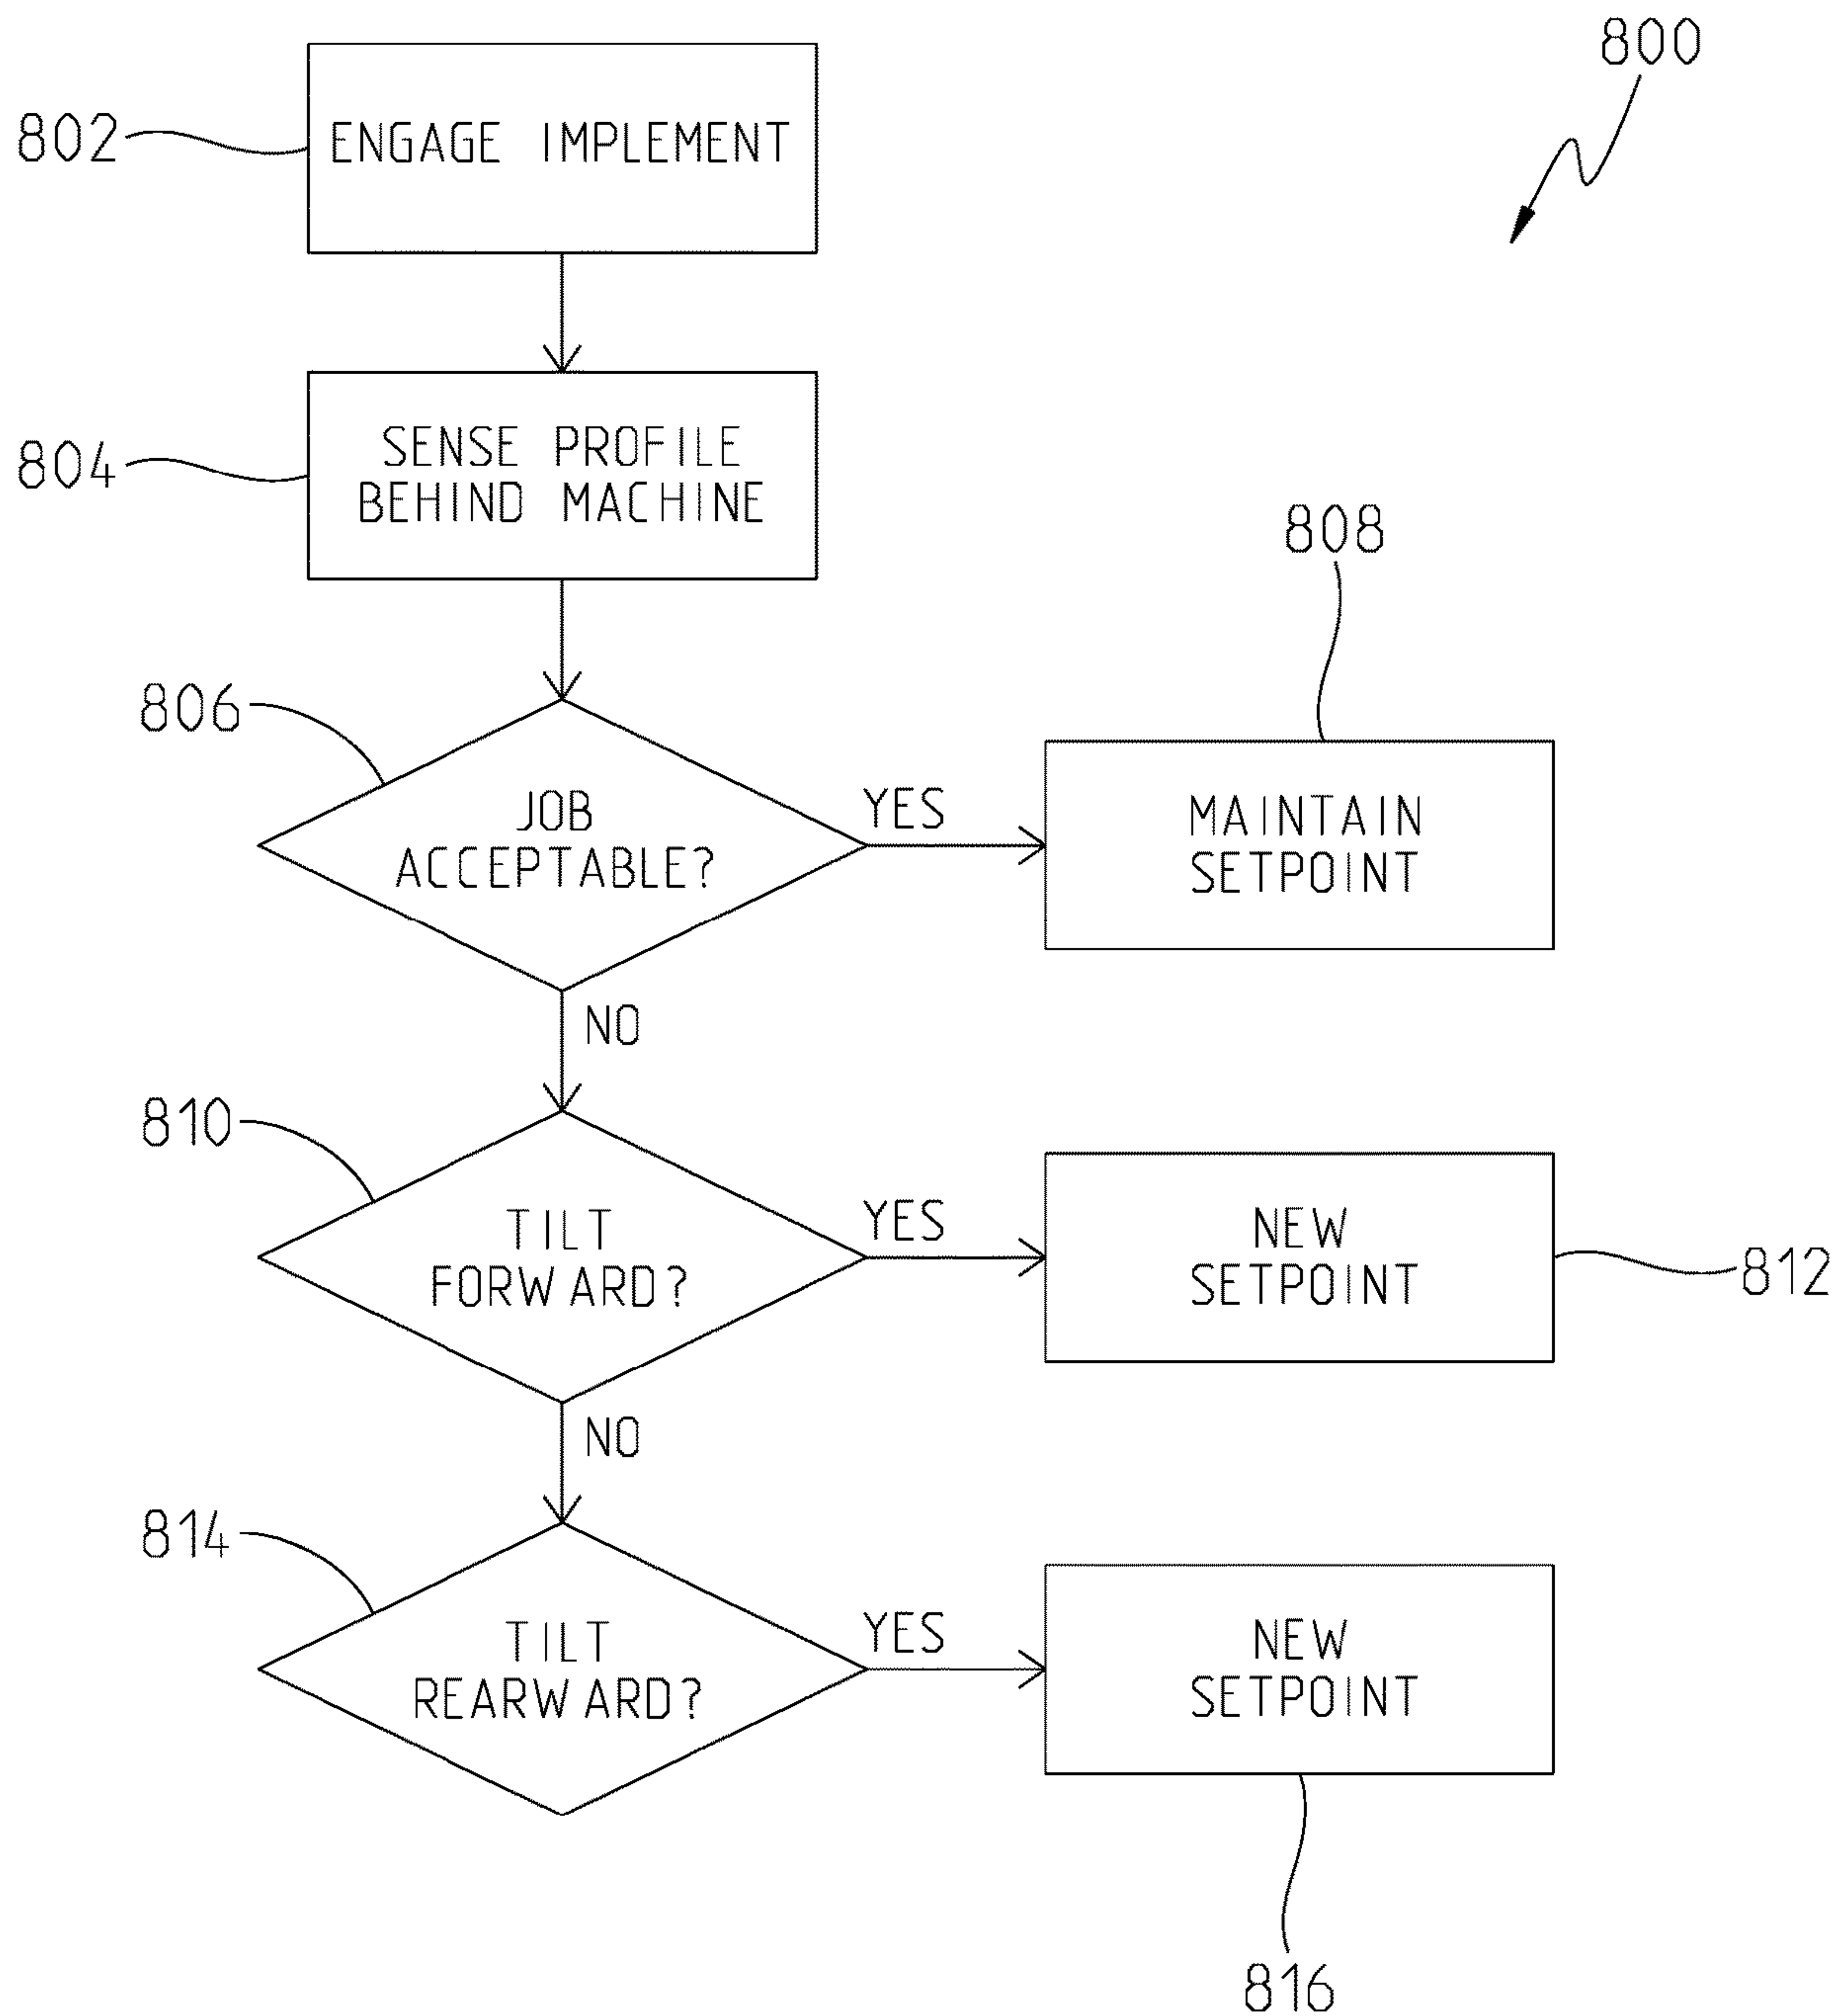 800
802
ENGAGE IMPLEMENT
804
SENSE PROFILE
BEHIND MACHINE
806
JOB
ACCEPTABLE?
YES
808
MAINTAIN
SETPOINT
NO
810
TILT
FORWARD?
YES
NEW
SETPOINT
812
NO
814
TILT
REARWARD?
YES
NEW
SETPOINT
816